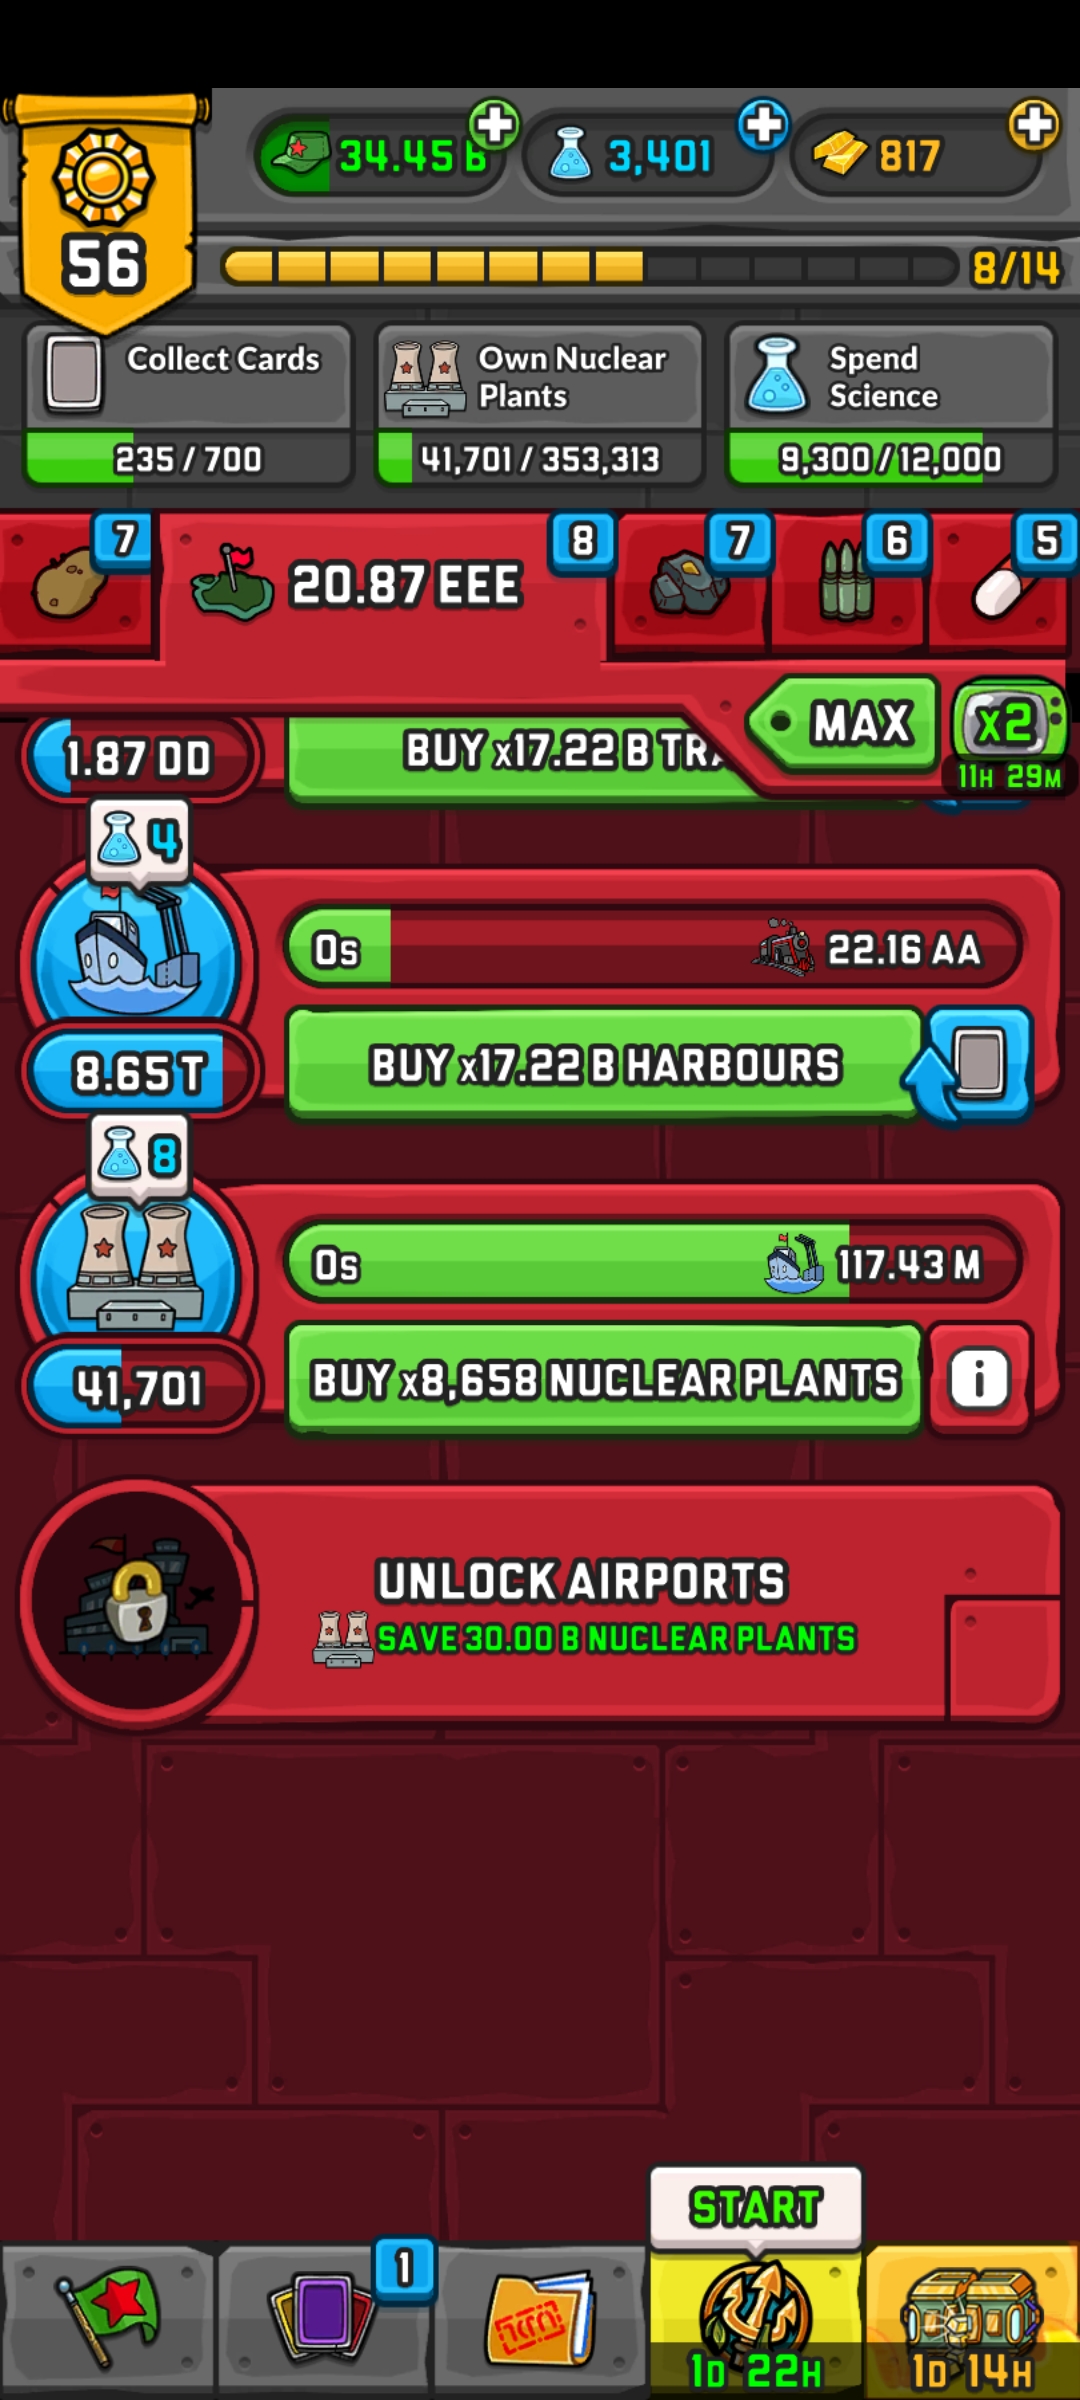 34.45 B
3,401
817
56
8/14
Collect Cards
235 / 700
Own Nuclear
Plants
41,701 / 353,313
Spend
Science
9,300 / 12,000
7
20.87 EEE
8
7
6
5
MAX
x2
11H 29M
1.87 DD
BUY x17.22 B
4
0s
22.16 AA
8.65 T
BUY x17.22 B HARBOURS
8
0s
117.43 M
41,701
BUY x8,658 NUCLEAR PLANTS
i
UNLOCK AIRPORTS
SAVE 30.00 B NUCLEAR PLANTS
START
1
1D 22H
1D 14H